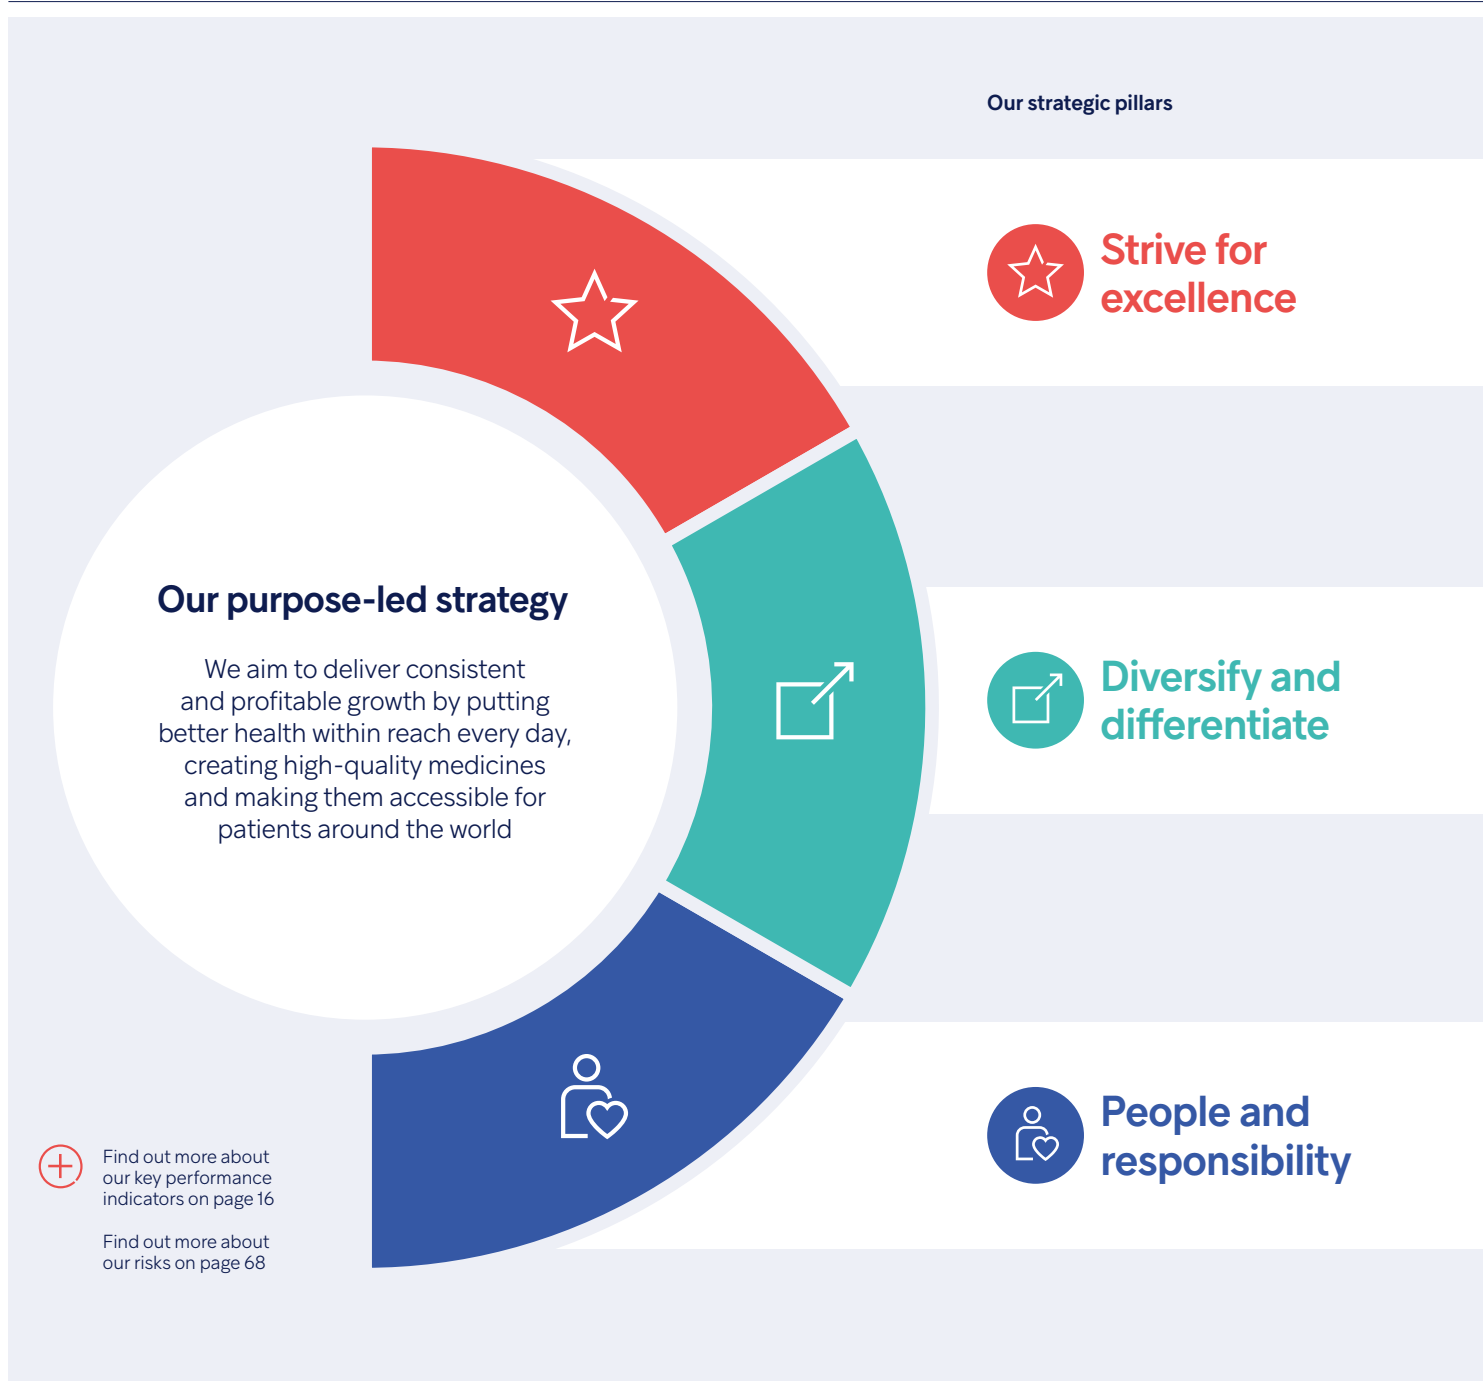 Our strategic pillars
Strive for
excellence
Our purpose-led strategy
We aim to deliver consistent
and profitable growth by putting
better health within reach every day,
creating high-quality medicines
and making them accessible for
patients around the world
Diversify and
differentiate
People and
responsibility
Find out more about
our key performance
indicators on page 16
Find out more about
our risks on page 68